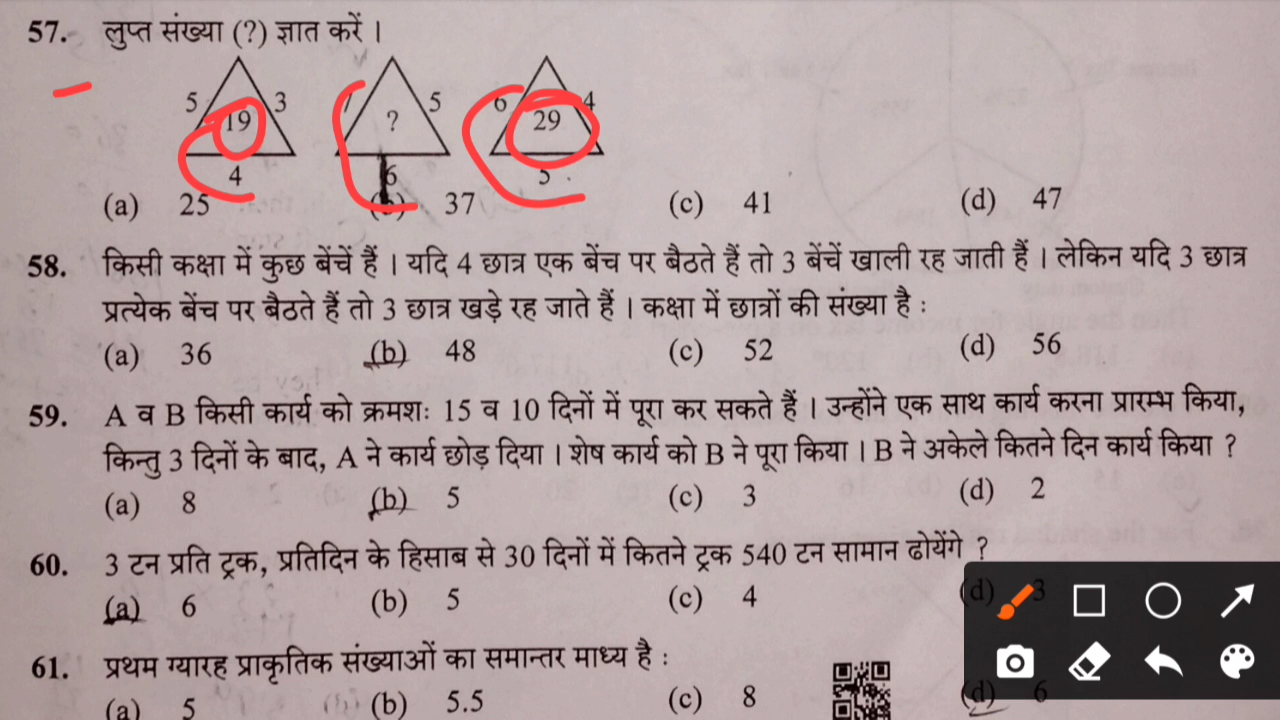 57. लुप्त संख्या (?) ज्ञात करें ।
5 19 3 ? 5 6 29 4
4 6 5
(a) 25 (b) 37 (c) 41 (d) 47
58. किसी कक्षा में कुछ बेंचें हैं । यदि 4 छात्र एक बेंच पर बैठते हैं तो 3 बेंचें खाली रह जाती हैं । लेकिन यदि 3 छात्र
प्रत्येक बेंच पर बैठते हैं तो 3 छात्र खड़े रह जाते हैं । कक्षा में छात्रों की संख्या है :
(a) 36 (b) 48 (c) 52 (d) 56
59. A व B किसी कार्य को क्रमशः 15 व 10 दिनों में पूरा कर सकते हैं । उन्होंने एक साथ कार्य करना प्रारम्भ किया,
किन्तु 3 दिनों के बाद, A ने कार्य छोड़ दिया । शेष कार्य को B ने पूरा किया । B ने अकेले कितने दिन कार्य किया ?
(a) 8 (b) 5 (c) 3 (d) 2
60. 3 टन प्रति ट्रक, प्रतिदिन के हिसाब से 30 दिनों में कितने ट्रक 540 टन सामान ढोयेंगे ?
(a) 6 (b) 5 (c) 4 (d) 3
61. प्रथम ग्यारह प्राकृतिक संख्याओं का समान्तर माध्य है :
(a) 5 (b) 5.5 (c) 8 (d) 6